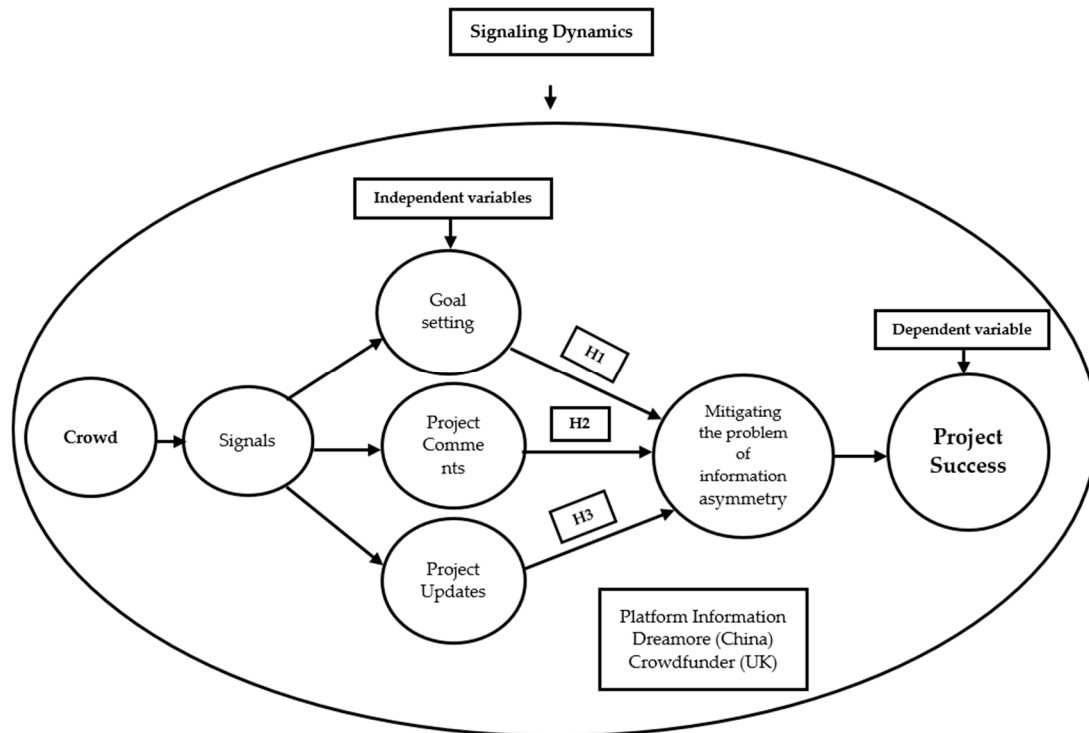 Signaling Dynamics
Independent variables
Goal
setting
H1
Dependent variable
Crowd
Signals
Project
Comme
nts
H2
Mitigating
the problem
of
information
asymmetry
Project
Success
H3
Project
Updates
Platform Information
Dreamore (China)
Crowdfunder (UK)